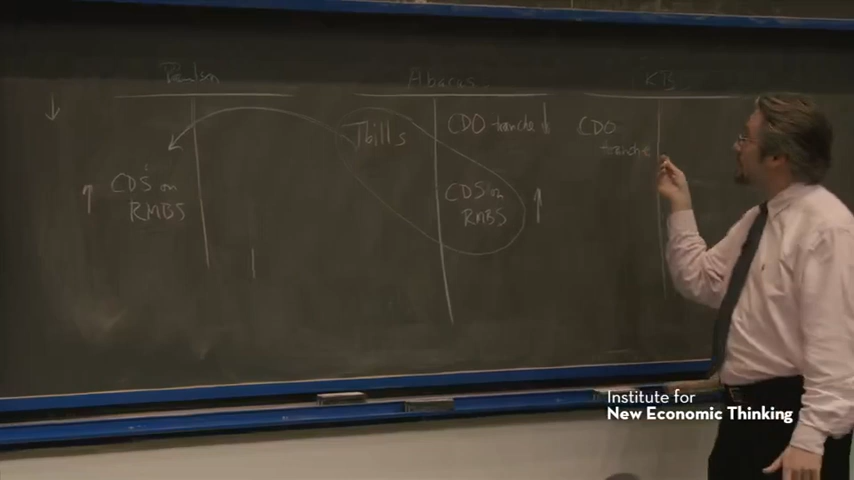 Paulson
Abacus
KB
Tbills
CDO tranche
CDO
tranche
CDS on
RMBS
CDS on
RMBS
Institute for
New Economic Thinking